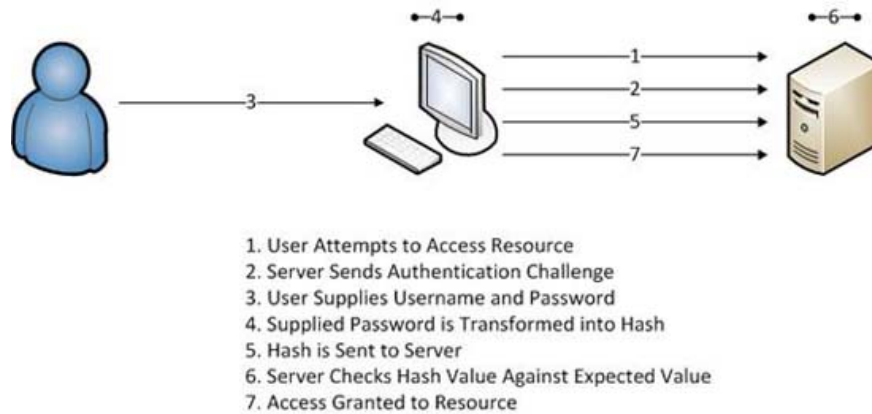 4
6
1
2
3
5
7
1. User Attempts to Access Resource
2. Server Sends Authentication Challenge
3. User Supplies Username and Password
4. Supplied Password is Transformed into Hash
5. Hash is Sent to Server
6. Server Checks Hash Value Against Expected Value
7. Access Granted to Resource